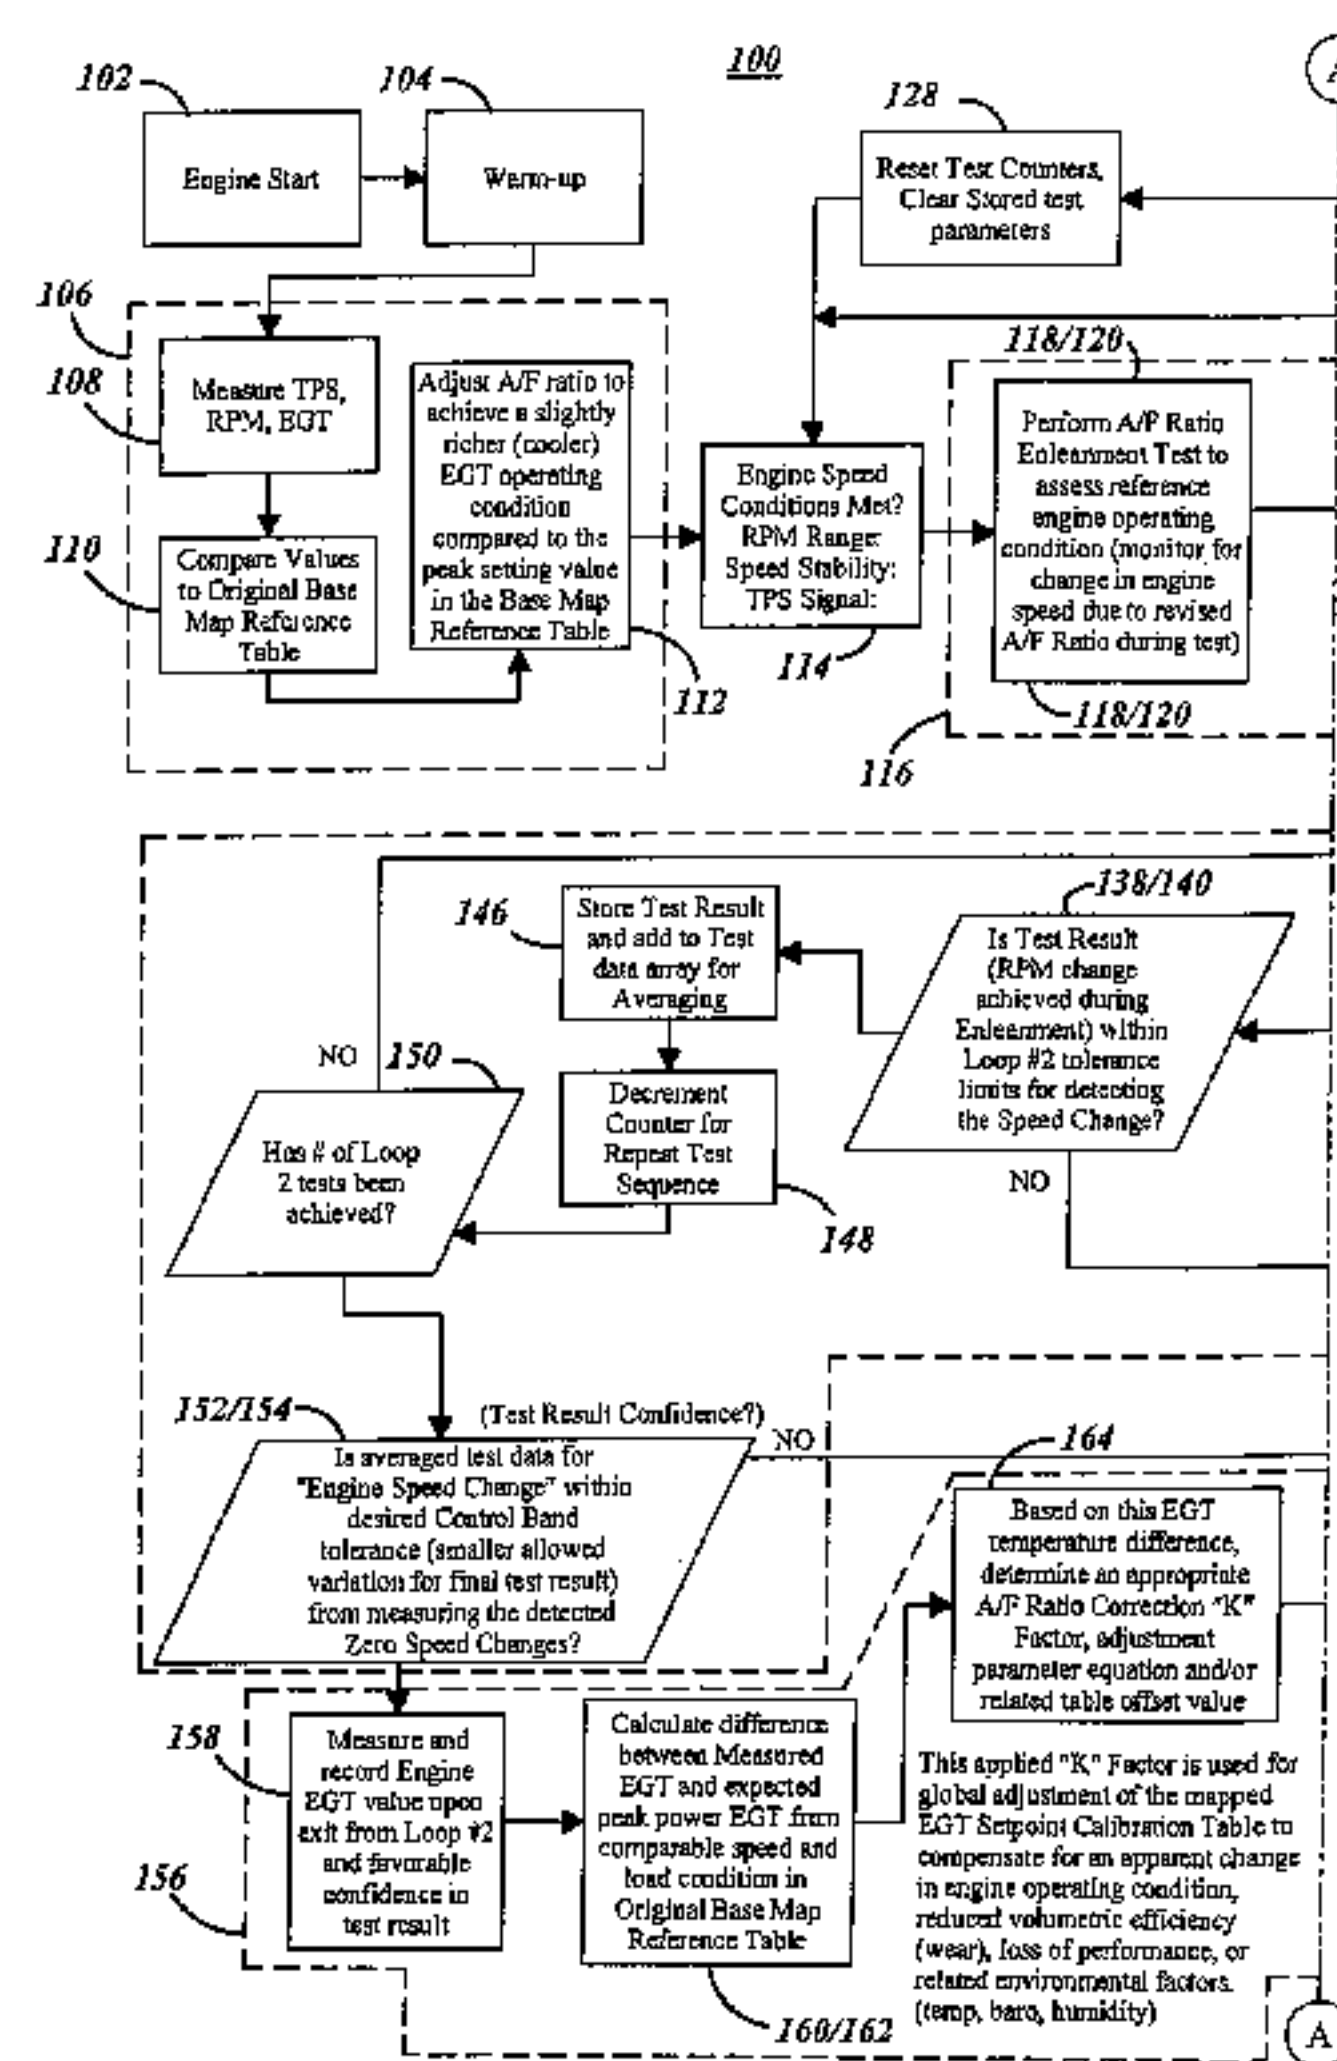 100
102
104
128
Engine Start
Warm-up
Reset Test Counters,
Clear Stored test
parameters
A
106
108
Measure TPS,
RPM, EGT
110
Compare Values
to Original Base
Map Reference
Table
Adjust A/F ratio to
achieve a slightly
richer (cooler)
EGT operating
condition
compared to the
peak setting value
in the Base Map
Reference Table
112
Engine Speed
Conditions Met?
RPM Range:
Speed Stability:
TPS Signal:
114
118/120
Perform A/F Ratio
Enleanment Test to
assess reference
engine operating
condition (monitor for
change in engine
speed due to revised
A/F Ratio during test)
118/120
116
146
Store Test Result
and add to Test
data array for
Averaging
138/140
Is Test Result
(RPM change
achieved during
Enleanment) within
Loop #2 tolerance
limits for detecting
the Speed Change?
NO
NO
150
Has # of Loop
2 tests been
achieved?
Decrement
Counter for
Repeat Test
Sequence
148
152/154
(Test Result Confidence?)
NO
Is averaged test data for
"Engine Speed Change" within
desired Control Band
tolerance (smaller allowed
variation for final test result)
from measuring the detected
Zero Speed Changes?
164
Based on this EGT
temperature difference,
determine an appropriate
A/F Ratio Correction "K"
Factor, adjustment
parameter equation and/or
related table offset value
158
Measure and
record Engine
EGT value upon
exit from Loop #2
and favorable
confidence in
test result
156
Calculate difference
between Measured
EGT and expected
peak power EGT from
comparable speed and
load condition in
Original Base Map
Reference Table
160/162
This applied "K" Factor is used for
global adjustment of the mapped
EGT Setpoint Calibration Table to
compensate for an apparent change
in engine operating condition,
reduced volumetric efficiency
(wear), loss of performance, or
related environmental factors.
(temp, baro, humidity)
A